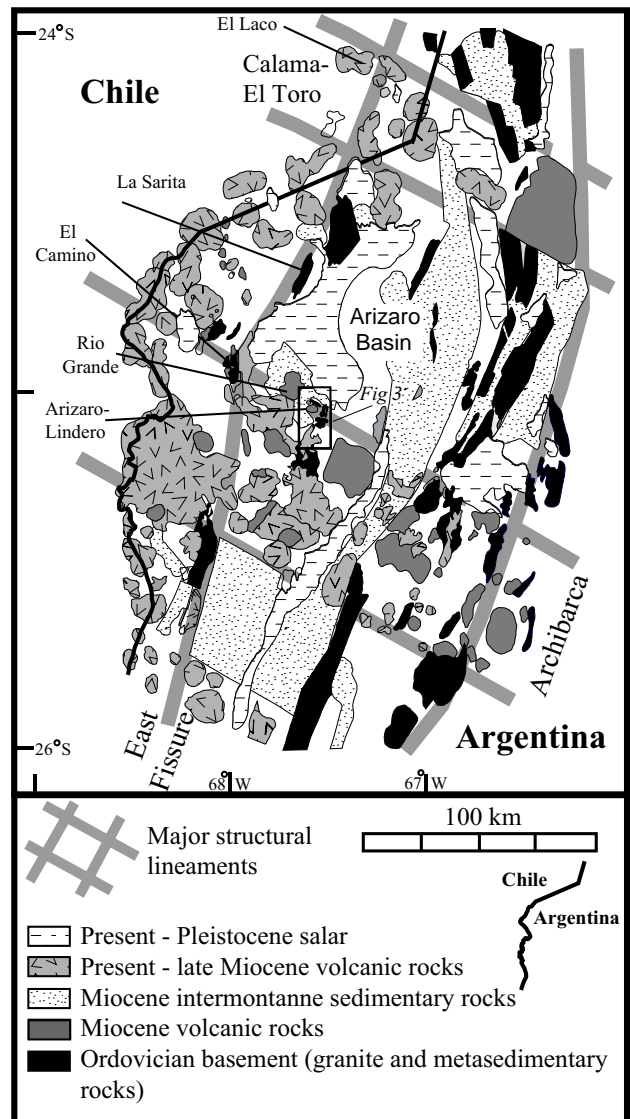 24°S
El Laco
Calama-
El Toro
Chile
La Sarita
El
Camino
Rio
Grande
Arizaro
Basin
Arizaro-
Lindero
Fig 3
East
Fissure
Archibarca
Argentina
26°S
68°W
67°W
Major structural
lineaments
100 km
Chile
Argentina
Present - Pleistocene salar
Present - late Miocene volcanic rocks
Miocene intermontanne sedimentary rocks
Miocene volcanic rocks
Ordovician basement (granite and metasedimentary
rocks)